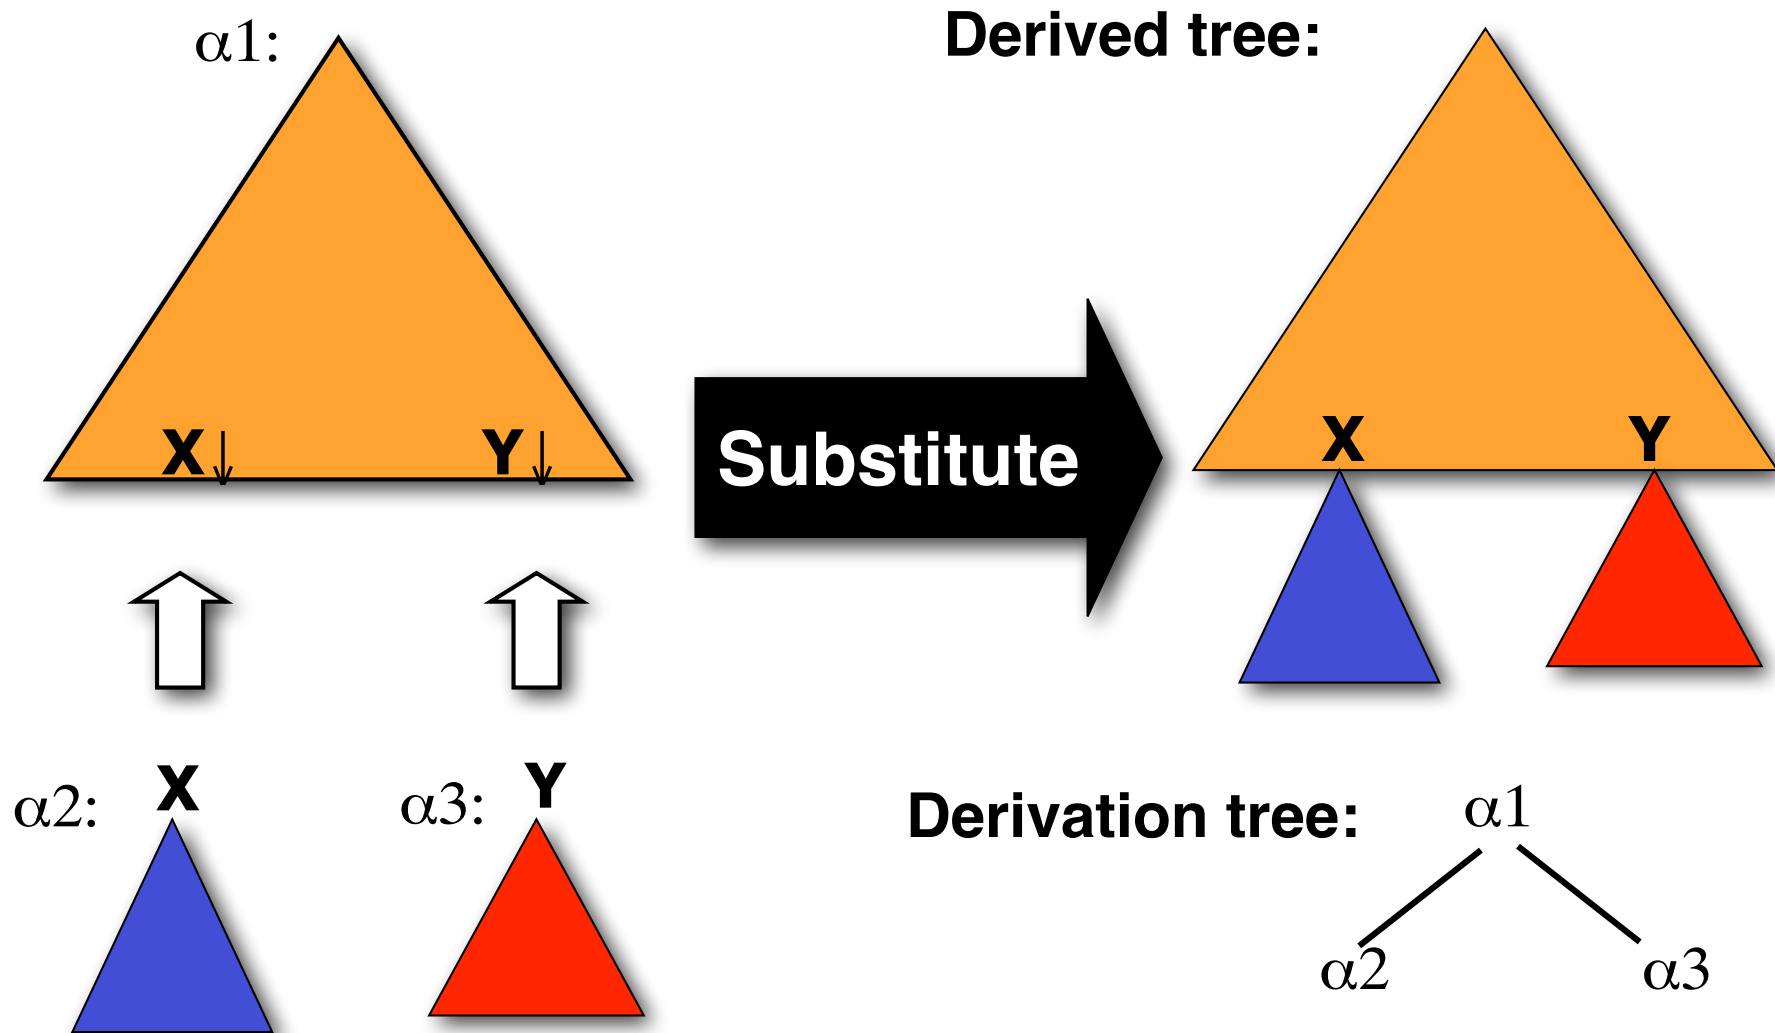 α1:
X↓ Y↓
α2: X
α3: Y
Substitute
Derived tree:
X Y
Derivation tree:
α1
α2 α3